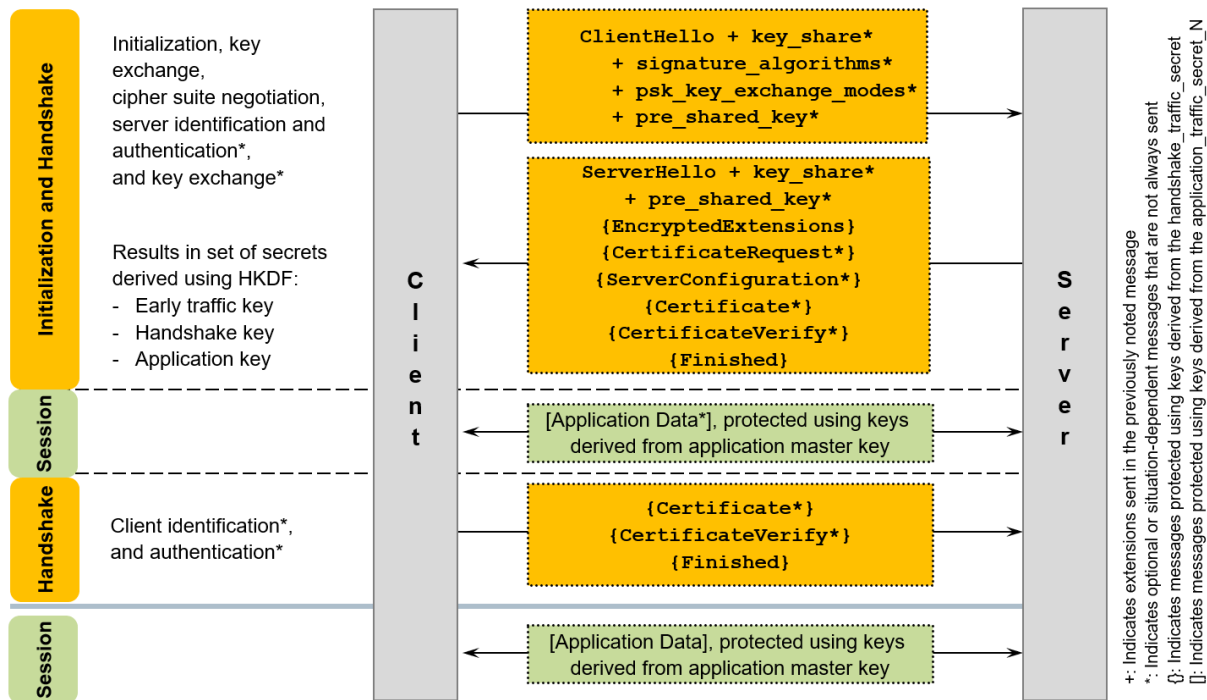 Initialization and Handshake
Initialization, key
exchange,
cipher suite negotiation,
server identification and
authentication*,
and key exchange*
Results in set of secrets
derived using HKDF:
- Early traffic key
- Handshake key
- Application key
Client
ClientHello + key_share*
+ signature_algorithms*
+ psk_key_exchange_modes*
+ pre_shared_key*
ServerHello + key_share*
+ pre_shared_key*
{EncryptedExtensions}
{CertificateRequest*}
{ServerConfiguration*}
{Certificate*}
{CertificateVerify*}
{Finished}
Server
Session
[Application Data*], protected using keys
derived from application master key
Handshake
Client identification*,
and authentication*
{Certificate*}
{CertificateVerify*}
{Finished}
Session
[Application Data], protected using keys
derived from application master key
+: Indicates extensions sent in the previously noted message
*: Indicates optional or situation-dependent messages that are not always sent
{}: Indicates messages protected using keys derived from the handshake_traffic_secret
[]: Indicates messages protected using keys derived from the application_traffic_secret_N